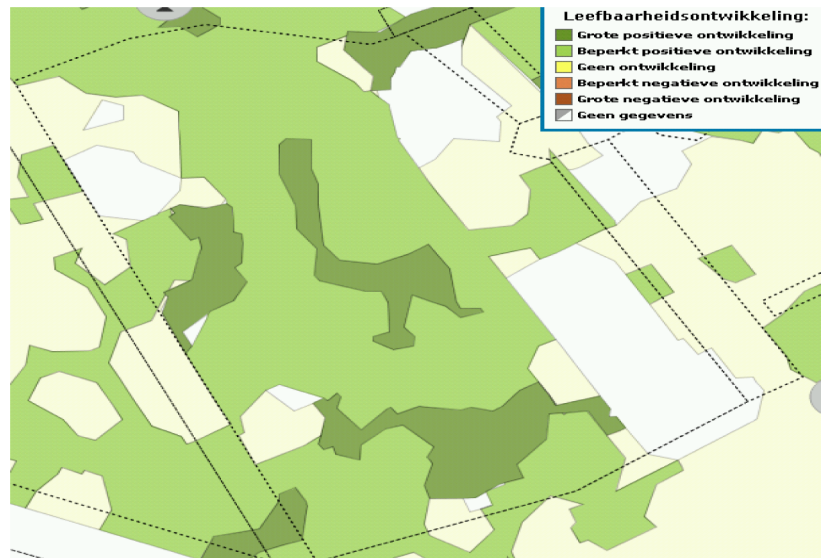 Leefbaarheidsontwikkeling:
Grote positieve ontwikkeling
Beperkt positieve ontwikkeling
Geen ontwikkeling
Beperkt negatieve ontwikkeling
Grote negatieve ontwikkeling
Geen gegevens